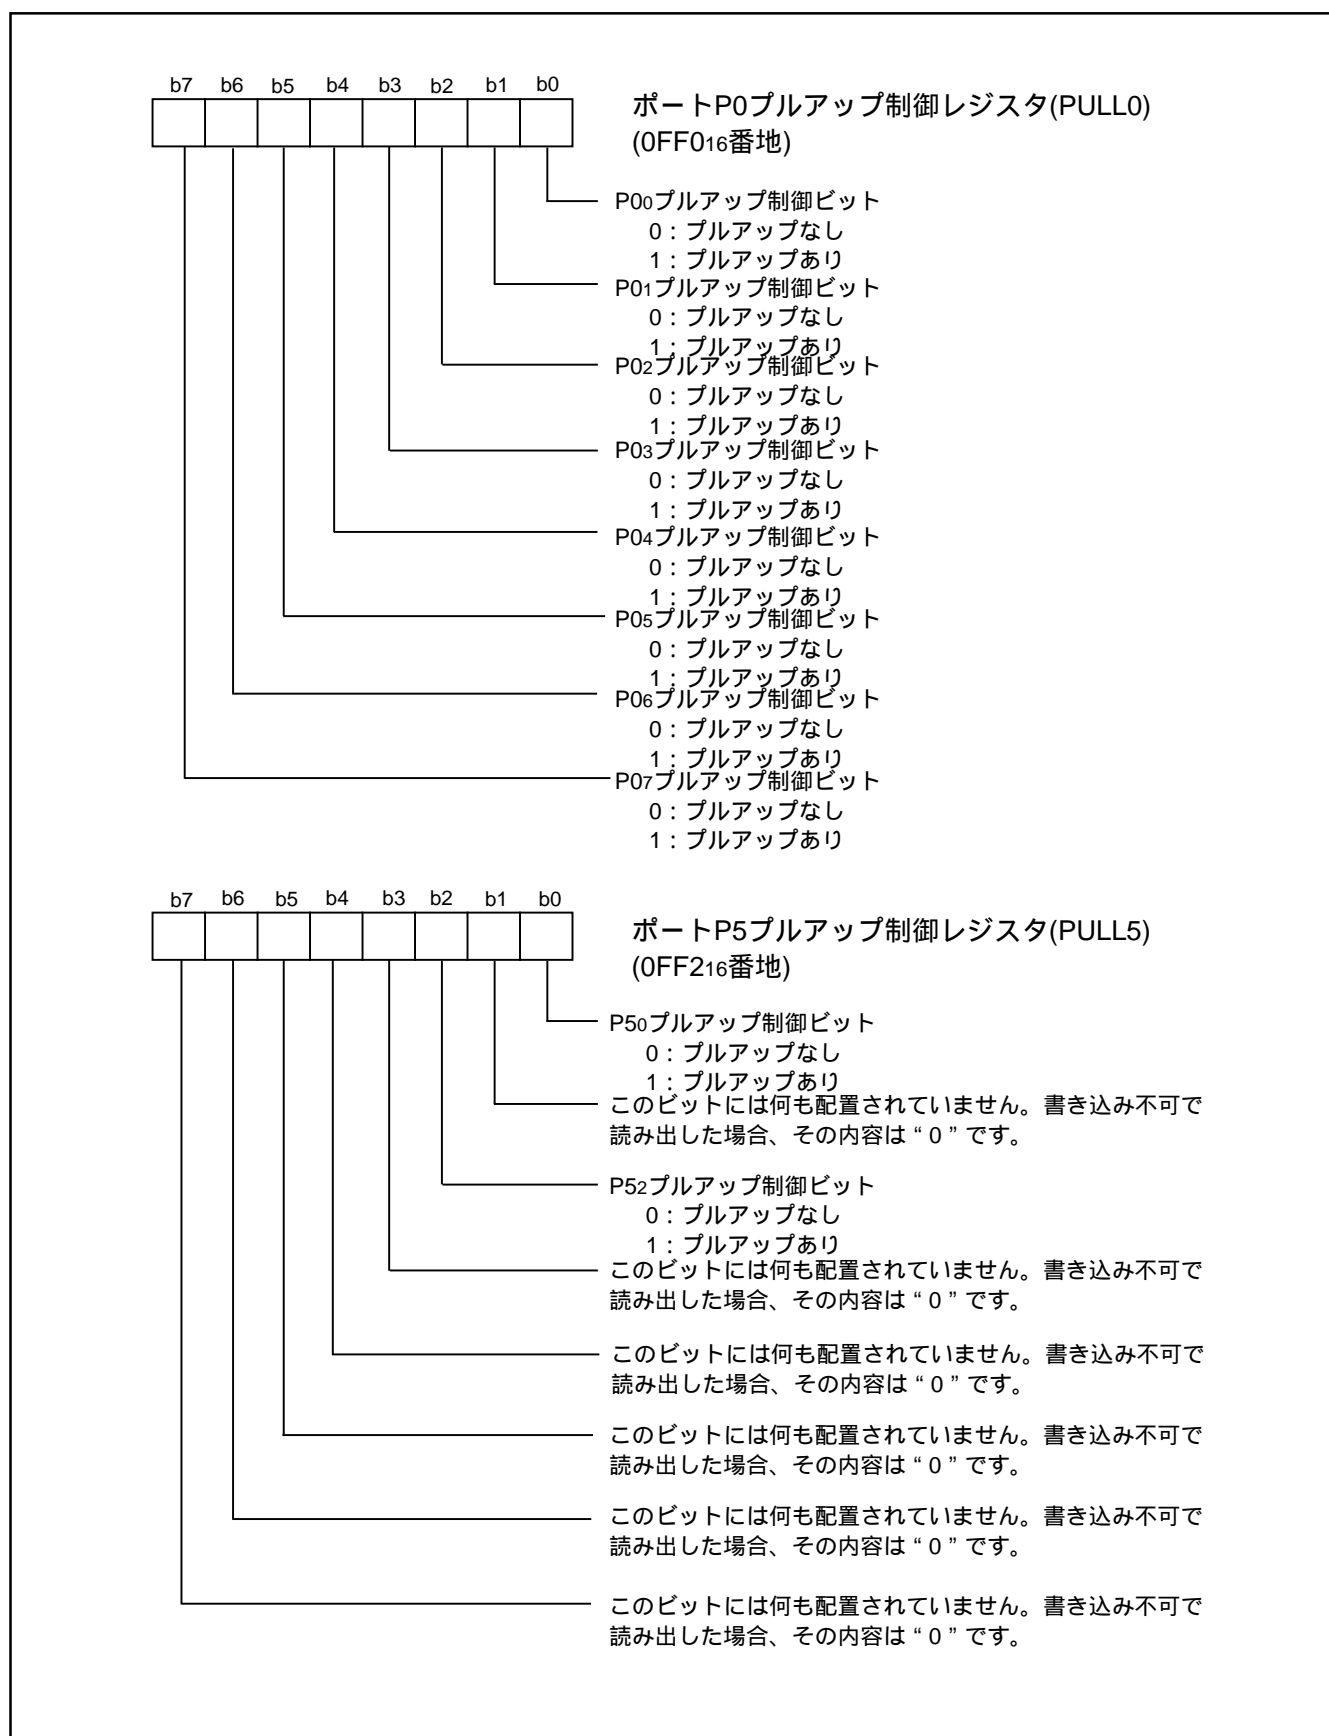 b7 b6 b5 b4 b3 b2 b1 b0
ポートP0プルアップ制御レジスタ(PULL0)
(0FF016番地)
P00プルアップ制御ビット
0：プルアップなし
1：プルアップあり
P01プルアップ制御ビット
0：プルアップなし
1：プルアップあり
P02プルアップ制御ビット
0：プルアップなし
1：プルアップあり
P03プルアップ制御ビット
0：プルアップなし
1：プルアップあり
P04プルアップ制御ビット
0：プルアップなし
1：プルアップあり
P05プルアップ制御ビット
0：プルアップなし
1：プルアップあり
P06プルアップ制御ビット
0：プルアップなし
1：プルアップあり
P07プルアップ制御ビット
0：プルアップなし
1：プルアップあり
b7 b6 b5 b4 b3 b2 b1 b0
ポートP5プルアップ制御レジスタ(PULL5)
(0FF216番地)
P50プルアップ制御ビット
0：プルアップなし
1：プルアップあり
このビットには何も配置されていません。書き込み不可で
読み出した場合、その内容は“0”です。
P52プルアップ制御ビット
0：プルアップなし
1：プルアップあり
このビットには何も配置されていません。書き込み不可で
読み出した場合、その内容は“0”です。
このビットには何も配置されていません。書き込み不可で
読み出した場合、その内容は“0”です。
このビットには何も配置されていません。書き込み不可で
読み出した場合、その内容は“0”です。
このビットには何も配置されていません。書き込み不可で
読み出した場合、その内容は“0”です。
このビットには何も配置されていません。書き込み不可で
読み出した場合、その内容は“0”です。